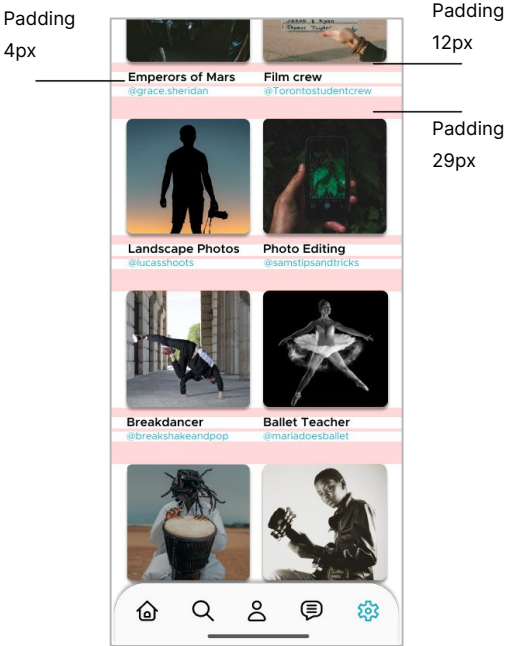 Padding
4px
Padding
12px
Emperors of Mars
Film crew
@grace.sheridan
@Torontostudentcrew
Padding
29px
Landscape Photos
Photo Editing
@lucasshoots
@samstipsandtricks
Breakdancer
Ballet Teacher
@breakshakeandpop
@mariadoesballet